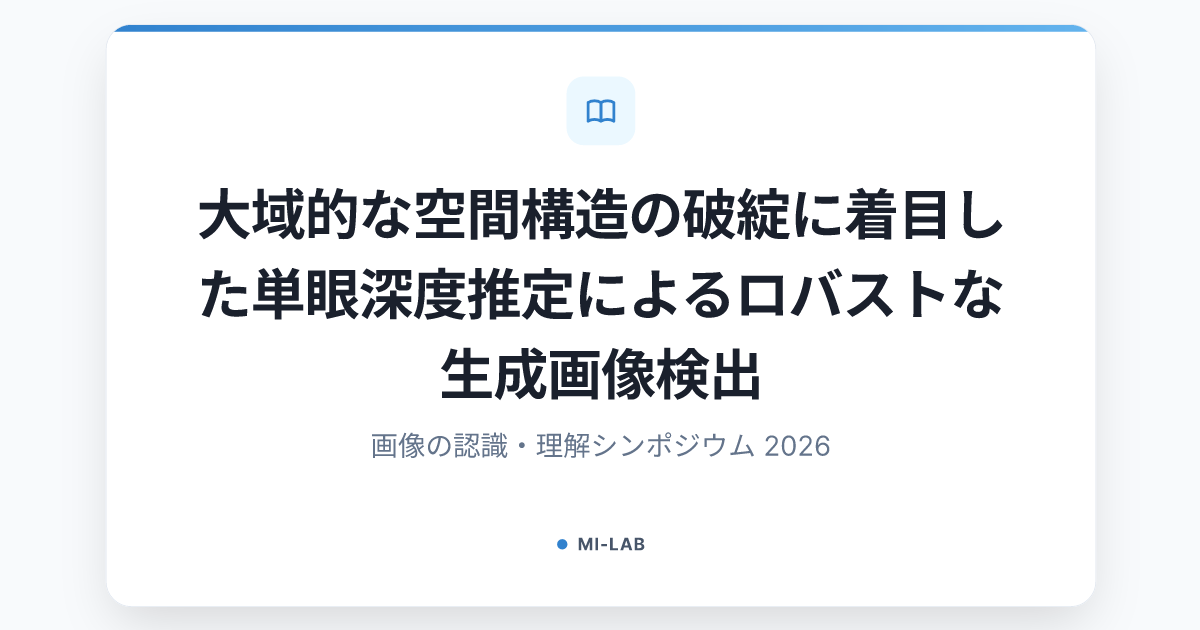 大域的な空間構造の破綻に着目し
た単眼深度推定によるロバストな
生成画像検出
画像の認識・理解シンポジウム 2026
MI-LAB